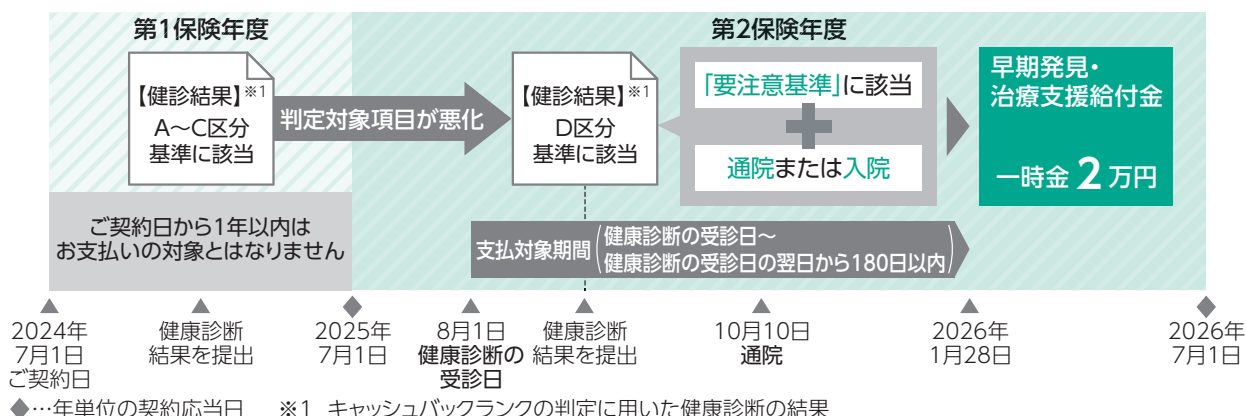 第1保険年度
第2保険年度
【健診結果】※1
A～C区分
基準に該当
判定対象項目が悪化
【健診結果】※1
D区分
基準に該当
「要注意基準」に該当
通院または入院
早期発見・
治療支援給付金
一時金 2 万円
ご契約日から1年以内は
お支払いの対象とはなりません
支払対象期間(健康診断の受診日～
健康診断の受診日の翌日から180日以内)
2024年
7月1日
ご契約日
健康診断
結果を提出
2025年
7月1日
8月1日
健康診断の
受診日
健康診断
結果を提出
10月10日
通院
2026年
1月28日
2026年
7月1日
◆…年単位の契約応当日 ※1 キャッシュバックランクの判定に用いた健康診断の結果